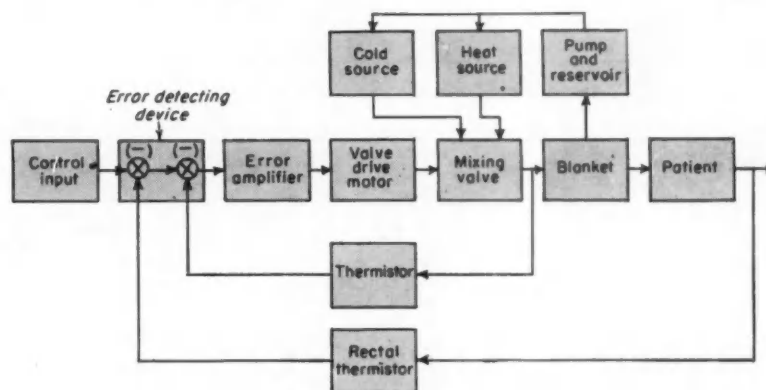 Cold
source
Heat
source
Pump
and
reservoir
Error detecting
device
(−)
(−)
Control
input
Error
amplifier
Valve
drive
motor
Mixing
valve
Blanket
Patient
Thermistor
Rectal
thermistor